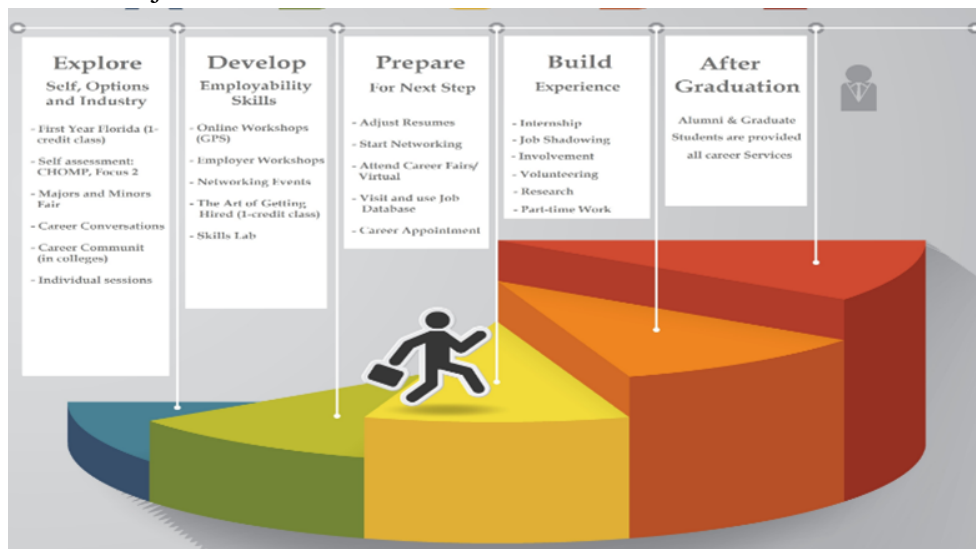 Explore
Self, Options
and Industry
- First Year Florida (1-
credit class)
- Self assessment:
CHOMP, Focus 2
- Majors and Minors
Fair
- Career Conversations
- Career Communit
(in colleges)
- Individual sessions
Develop
Employability
Skills
- Online Workshops
(GPS)
- Employer Workshops
- Networking Events
- The Art of Getting
Hired (1-credit class)
- Skills Lab
Prepare
For Next Step
- Adjust Resumes
- Start Networking
- Attend Career Fairs/
Virtual
- Visit and use Job
Database
- Career Appointment
Build
Experience
- Internship
- Job Shadowing
- Involvement
- Volunteering
- Research
- Part-time Work
After
Graduation
Alumni & Graduate
Students are provided
all career Services